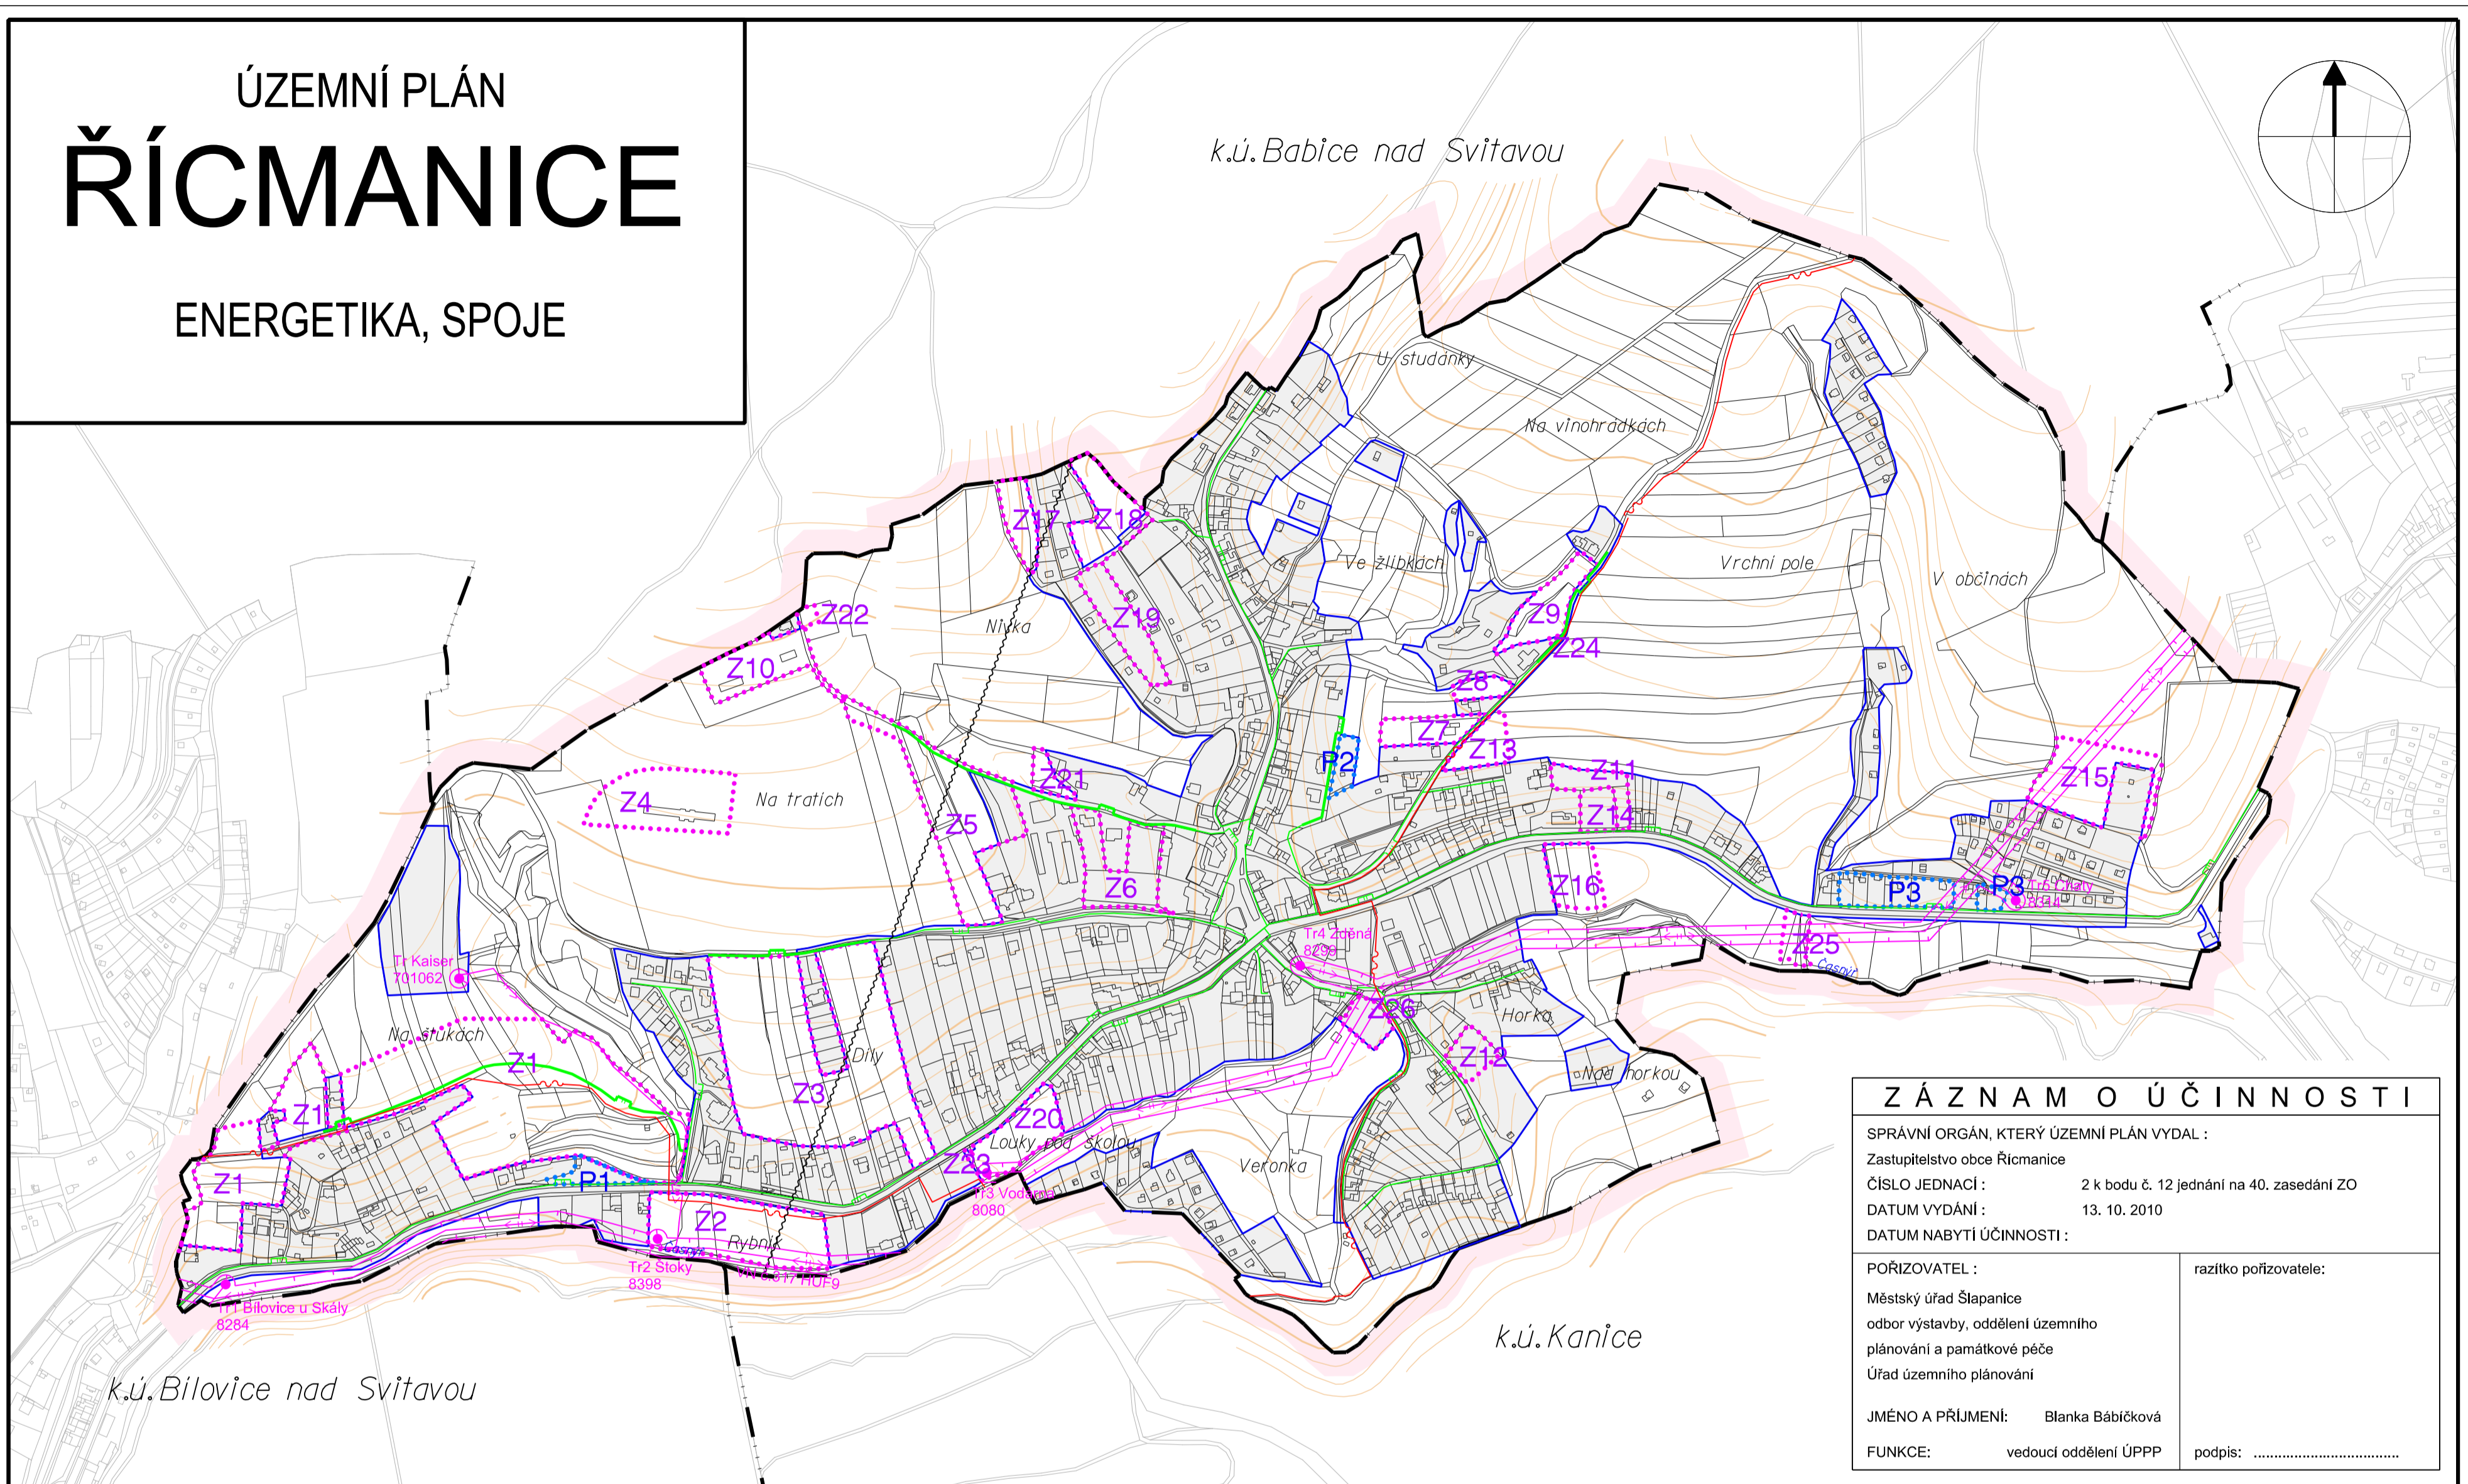 ÚZEMNÍ PLÁN
ŘÍCMANICE
ENERGETIKA, SPOJE
k.ú. Babice nad Svitavou
U studánky
Na vinohrádkách
Z17
Z18
Ve žlíbkách
Vrchní pole
V občinách
Z22
Nivka
Z19
Z9
Z24
Z10
Z8
Z7
Z13
P2
Z4
Na tratích
Z21
Z11
Z15
Z5
Z14
Z6
Z16
P3
P3
Tr5 Chaty
8314
Tr Kaiser
701062
Tr4 Zděná
8299
Z25
Časnýř
Na štukách
Z26
Horka
Z1
Díly
Z12
Nad horkou
Z1
Z3
Z20
Louky pod školou
Z1
P1
Z23
Veronka
Tr3 Vodárna
8080
Z2
Rybník
Časnýř
Tr2 Stoky
8398
Tr1 Bílovice u Skály
8284
k.ú. Kanice
k.ú. Bílovice nad Svitavou
ZÁZNAM O ÚČINNOSTI
SPRÁVNÍ ORGÁN, KTERÝ ÚZEMNÍ PLÁN VYDAL :
Zastupitelstvo obce Řícmanice
ČÍSLO JEDNACÍ : 2 k bodu č. 12 jednání na 40. zasedání ZO
DATUM VYDÁNÍ : 13. 10. 2010
DATUM NABYTÍ ÚČINNOSTI :
POŘIZOVATEL :
Městský úřad Šlapanice
odbor výstavby, oddělení územního
plánování a památkové péče
Úřad územního plánování
JMÉNO A PŘÍJMENÍ: Blanka Bábíčková
FUNKCE: vedoucí oddělení ÚPPP
razítko pořizovatele:
podpis: ...................................